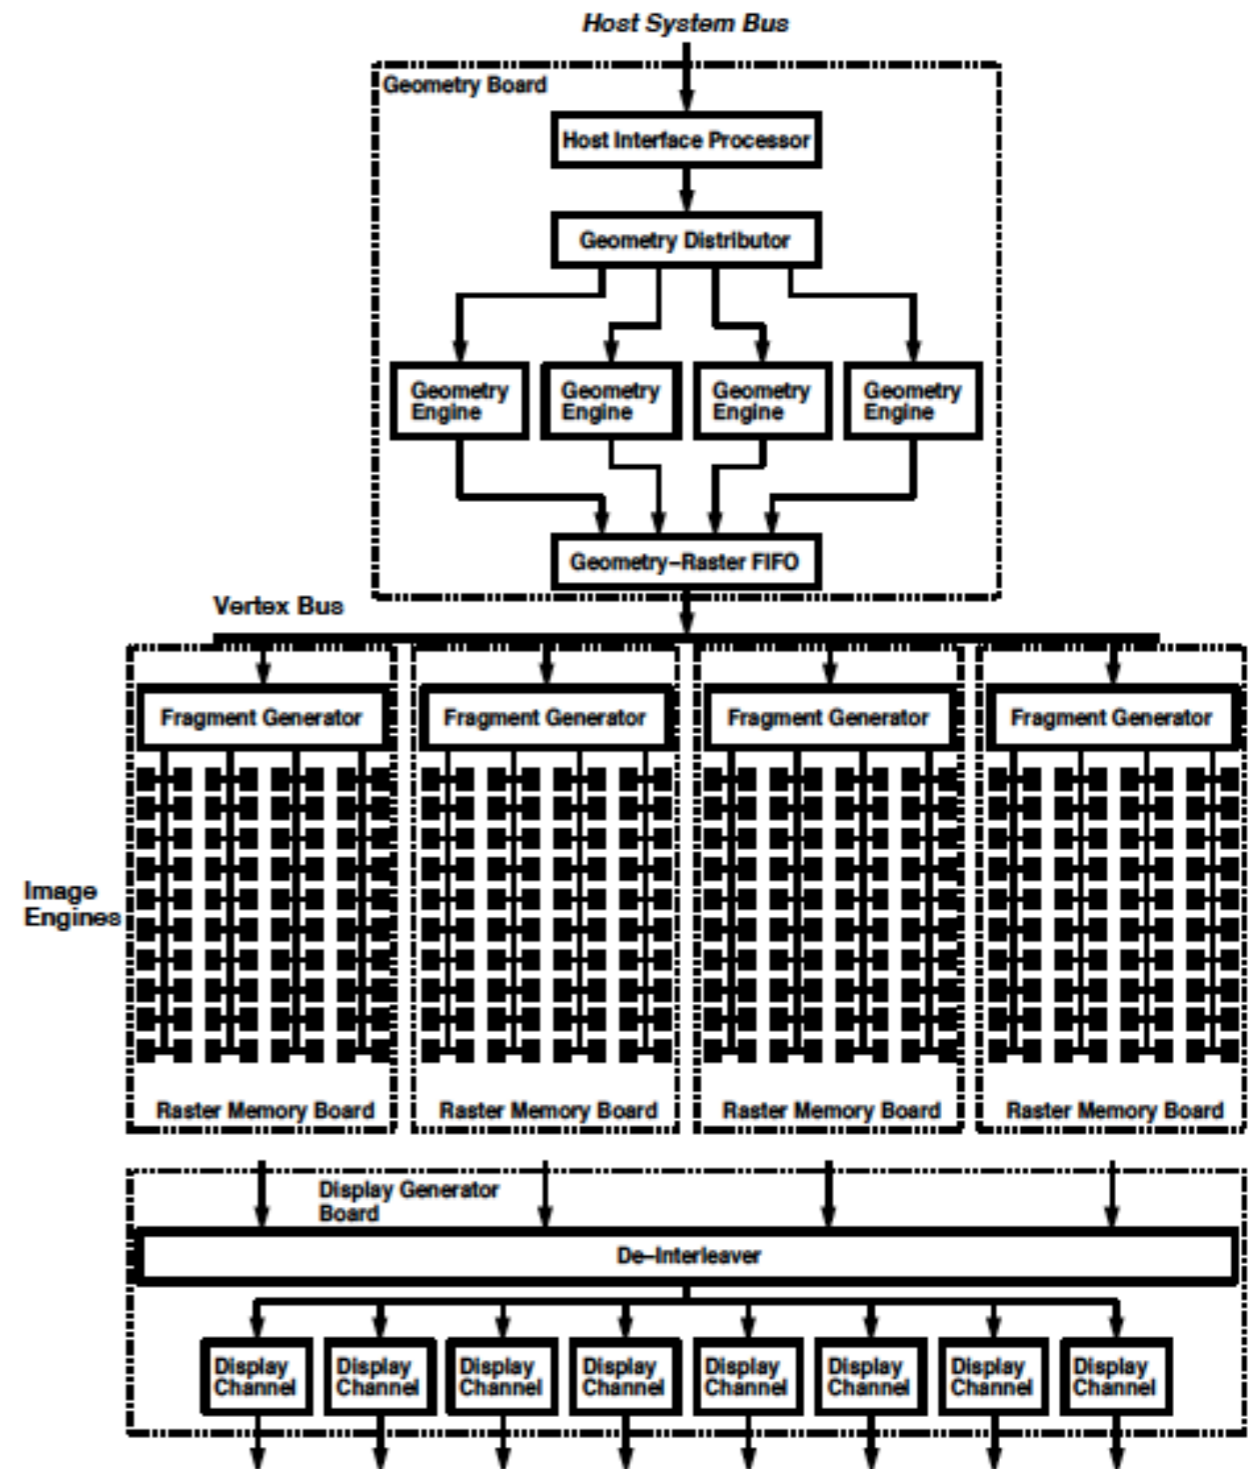 Host System Bus
Geometry Board
Host Interface Processor
Geometry Distributor
Geometry
Engine
Geometry
Engine
Geometry
Engine
Geometry
Engine
Geometry–Raster FIFO
Vertex Bus
Fragment Generator
Fragment Generator
Fragment Generator
Fragment Generator
Image
Engines
Raster Memory Board
Raster Memory Board
Raster Memory Board
Raster Memory Board
Display Generator
Board
De–Interleaver
Display
Channel
Display
Channel
Display
Channel
Display
Channel
Display
Channel
Display
Channel
Display
Channel
Display
Channel